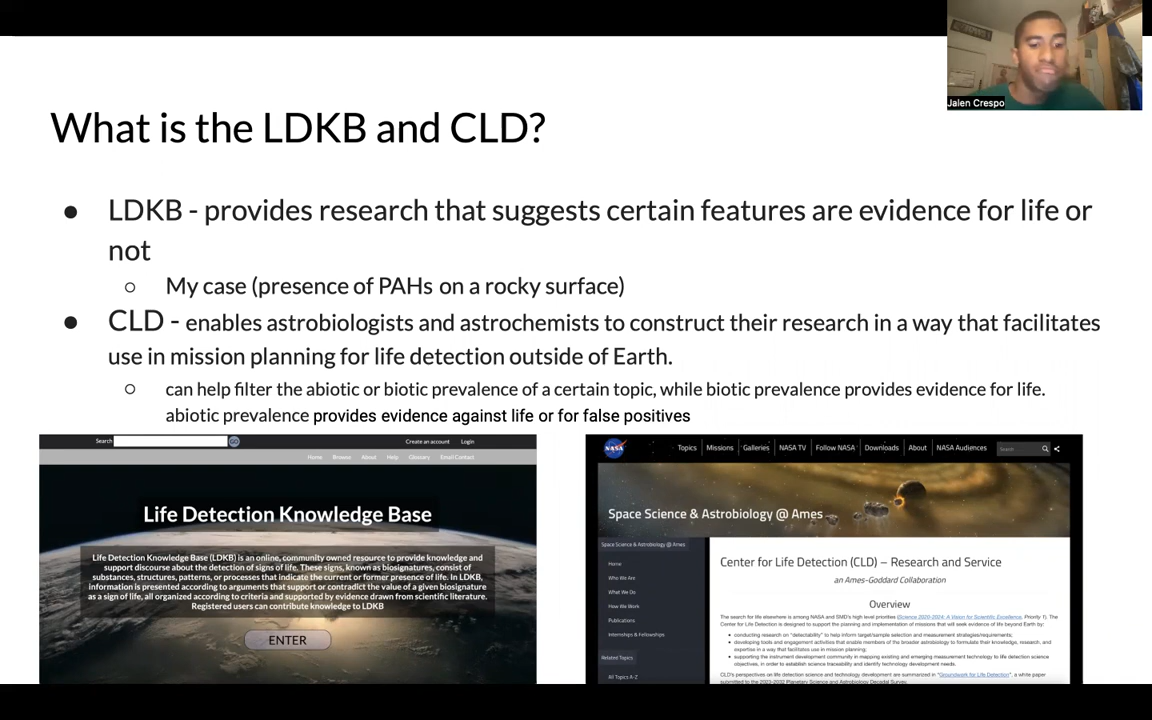 Jalen Crespo
What is the LDKB and CLD?
● LDKB - provides research that suggests certain features are evidence for life or
not
○ My case (presence of PAHs on a rocky surface)
● CLD - enables astrobiologists and astrochemists to construct their research in a way that facilitates
use in mission planning for life detection outside of Earth.
○ can help filter the abiotic or biotic prevalence of a certain topic, while biotic prevalence provides evidence for life.
abiotic prevalence provides evidence against life or for false positives
Search GO Create an account Login
Home Browse About Help Glossary Email Contact
Life Detection Knowledge Base
Life Detection Knowledge Base (LDKB) is an online, community owned resource to provide knowledge and
support discourse about the detection of signs of life. These signs, known as biosignatures, consist of
substances, structures, patterns, or processes that indicate the current or former presence of life. In LDKB,
information is presented according to arguments that support or contradict the value of a given biosignature
as a sign of life, all organized according to criteria and supported by evidence drawn from scientific literature.
Registered users can contribute knowledge to LDKB
ENTER
NASA Topics Missions Galleries NASA TV Follow NASA Downloads About NASA Audiences Search
Space Science & Astrobiology @ Ames
Space Science & Astrobiology @ Ames
Home
Who We Are
What We Do
How We Work
Publications
Internships & Fellowships
Related Topics
All Topics A-Z
Center for Life Detection (CLD) – Research and Service
an Ames-Goddard Collaboration
Overview
The search for life elsewhere is among NASA and SMD's high level priorities (Science 2020-2024: A Vision for Scientific Excellence, Priority 1). The
Center for Life Detection is designed to support the planning and implementation of missions that will seek evidence of life beyond Earth by:
• conducting research on "detectability" to help inform target/sample selection and measurement strategies/requirements;
• developing tools and engagement activities that enable members of the broader astrobiology to formulate their knowledge, research, and
expertise in a way that facilitates use in mission planning;
• supporting the instrument development community in mapping existing and emerging measurement technology to life detection science
objectives, in order to establish science traceability and identify technology development needs.
CLD's perspectives on life detection science and technology development are summarized in "Groundwork for Life Detection", a white paper
submitted to the 2023-2032 Planetary Science and Astrobiology Decadal Survey.